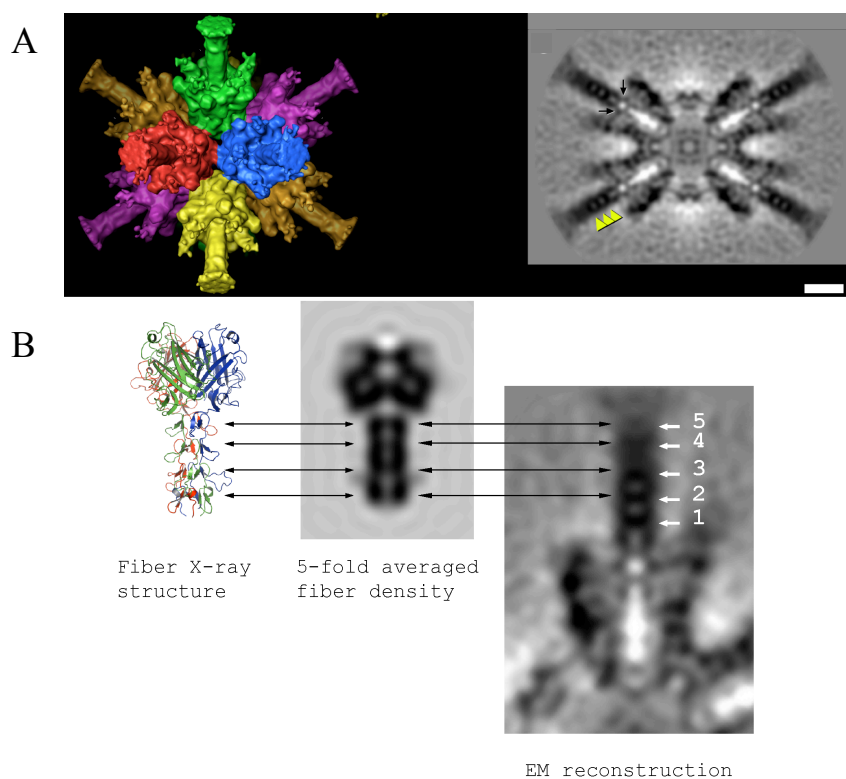 A
B
5
4
3
2
1
Fiber X-ray
structure
5-fold averaged
fiber density
EM reconstruction